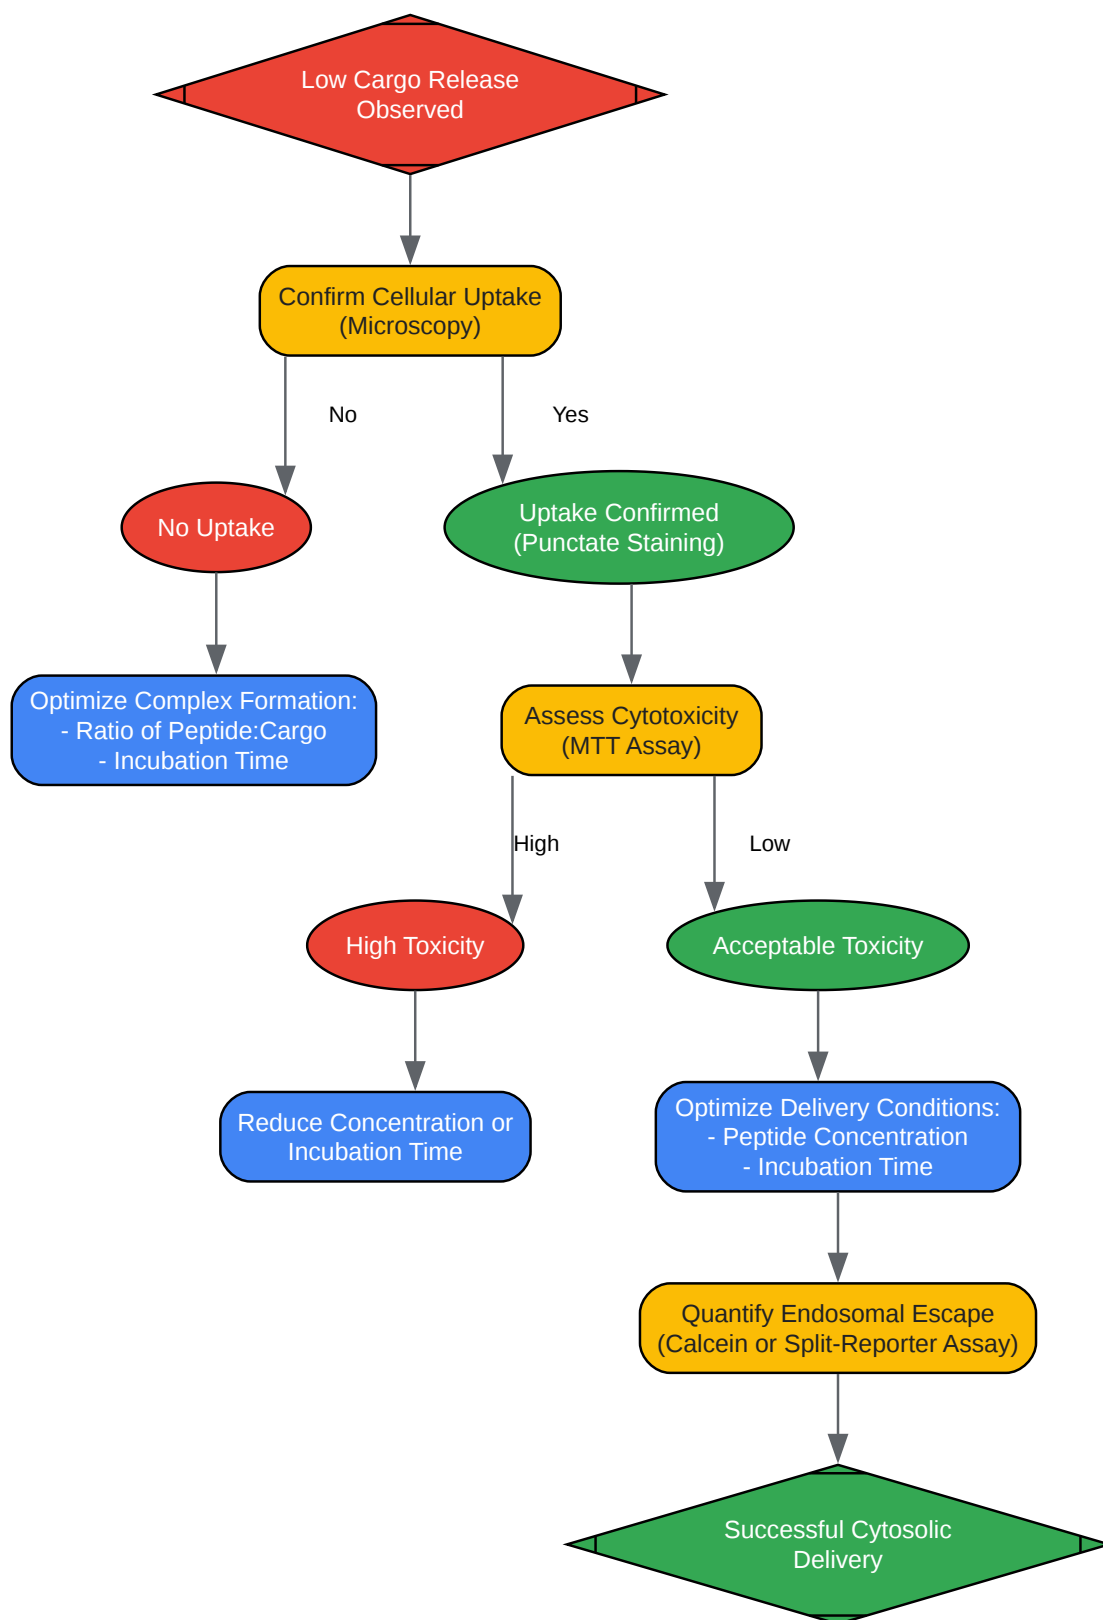 Low Cargo Release
Observed
Confirm Cellular Uptake
(Microscopy)
No
Yes
No Uptake
Uptake Confirmed
(Punctate Staining)
Optimize Complex Formation:
- Ratio of Peptide:Cargo
- Incubation Time
Assess Cytotoxicity
(MTT Assay)
High
Low
High Toxicity
Acceptable Toxicity
Reduce Concentration or
Incubation Time
Optimize Delivery Conditions:
- Peptide Concentration
- Incubation Time
Quantify Endosomal Escape
(Calcein or Split-Reporter Assay)
Successful Cytosolic
Delivery